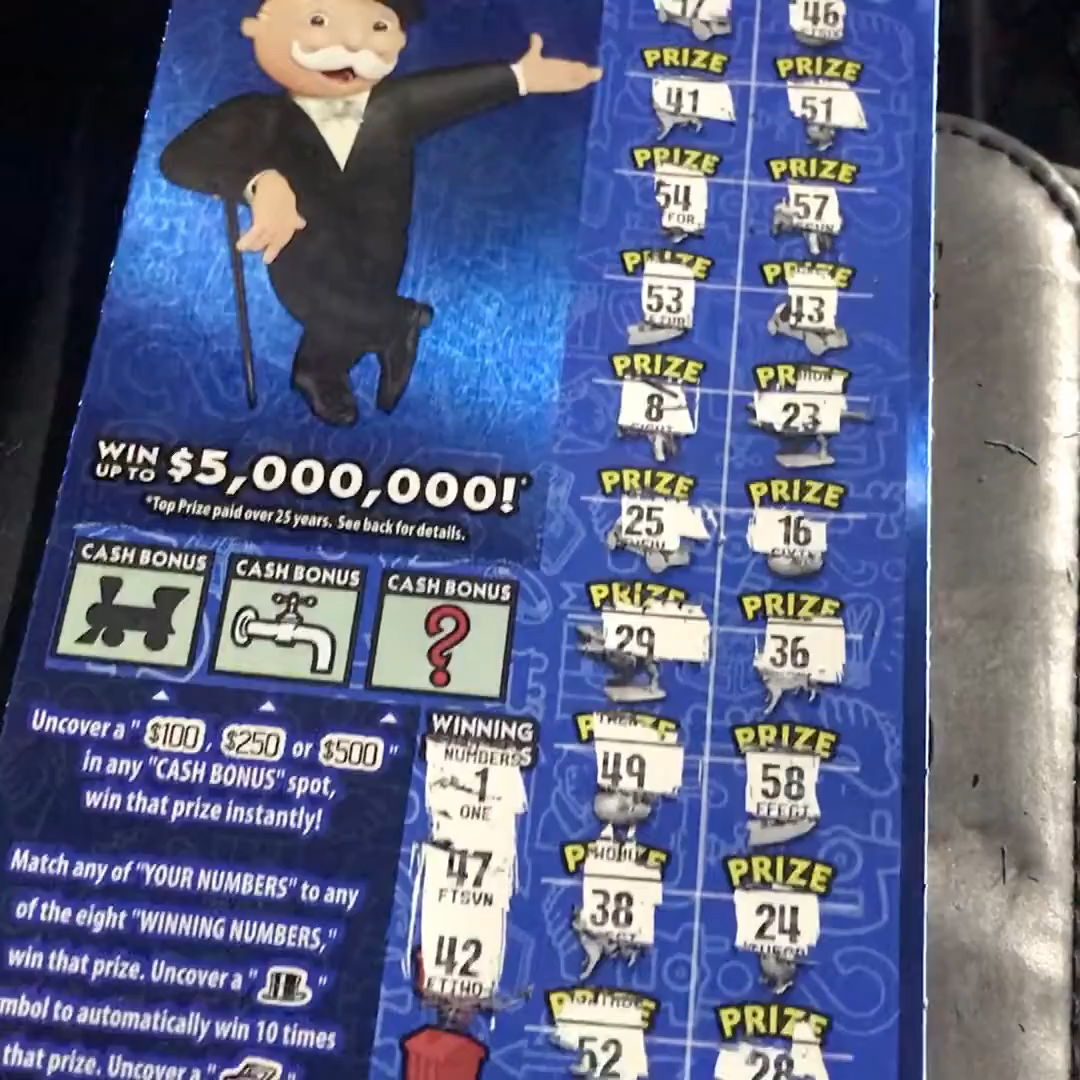 17 46
PRIZE PRIZE
41 51
PRIZE PRIZE
54 57
FOR
PRIZE PRIZE
53 43
PRIZE
8 23
PRIZE PRIZE
25 16
PRIZE PRIZE
29 36
PRIZE
49 58
PRIZE
38 24
PRIZE
52 28
WIN UP TO $5,000,000!*
*Top Prize paid over 25 years. See back for details.
CASH BONUS CASH BONUS CASH BONUS
?
Uncover a "$100, $250 or $500"
in any "CASH BONUS" spot,
win that prize instantly!
Match any of "YOUR NUMBERS" to any
of the eight "WINNING NUMBERS,"
win that prize. Uncover a " "
mbol to automatically win 10 times
that prize. Uncover a " "
WINNING
NUMBERS
1
ONE
47
FTSVN
42
FTTWO